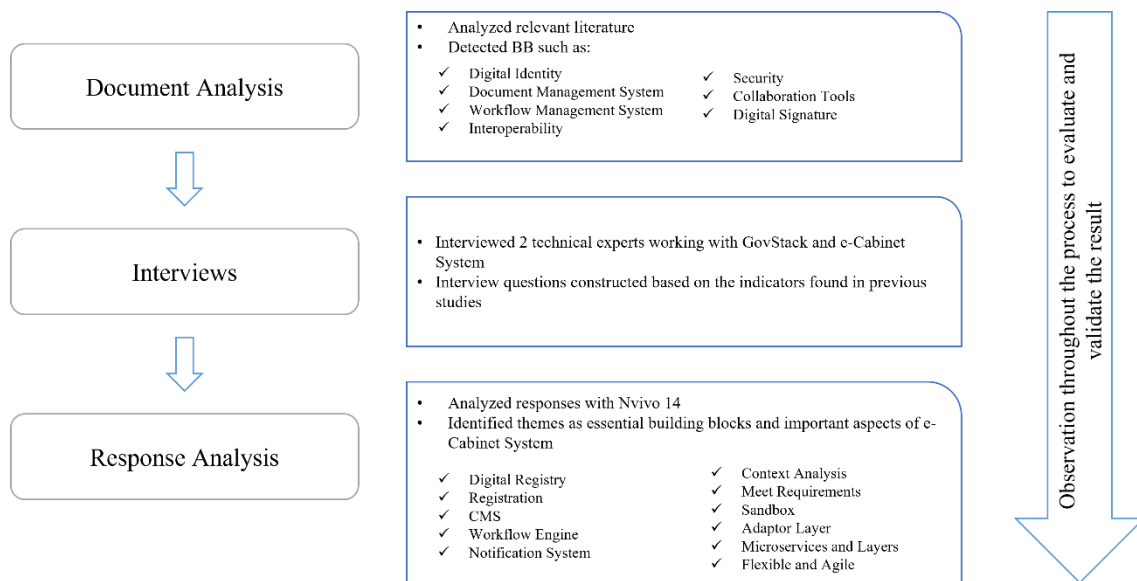 Document Analysis
• Analyzed relevant literature
• Detected BB such as:
✓ Digital Identity
✓ Document Management System
✓ Workflow Management System
✓ Interoperability
✓ Security
✓ Collaboration Tools
✓ Digital Signature
Interviews
• Interviewed 2 technical experts working with GovStack and e-Cabinet
System
• Interview questions constructed based on the indicators found in previous
studies
Response Analysis
• Analyzed responses with Nvivo 14
• Identified themes as essential building blocks and important aspects of e-
Cabinet System
✓ Digital Registry
✓ Registration
✓ CMS
✓ Workflow Engine
✓ Notification System
✓ Context Analysis
✓ Meet Requirements
✓ Sandbox
✓ Adaptor Layer
✓ Microservices and Layers
✓ Flexible and Agile
Observation throughout the process to evaluate and
validate the result